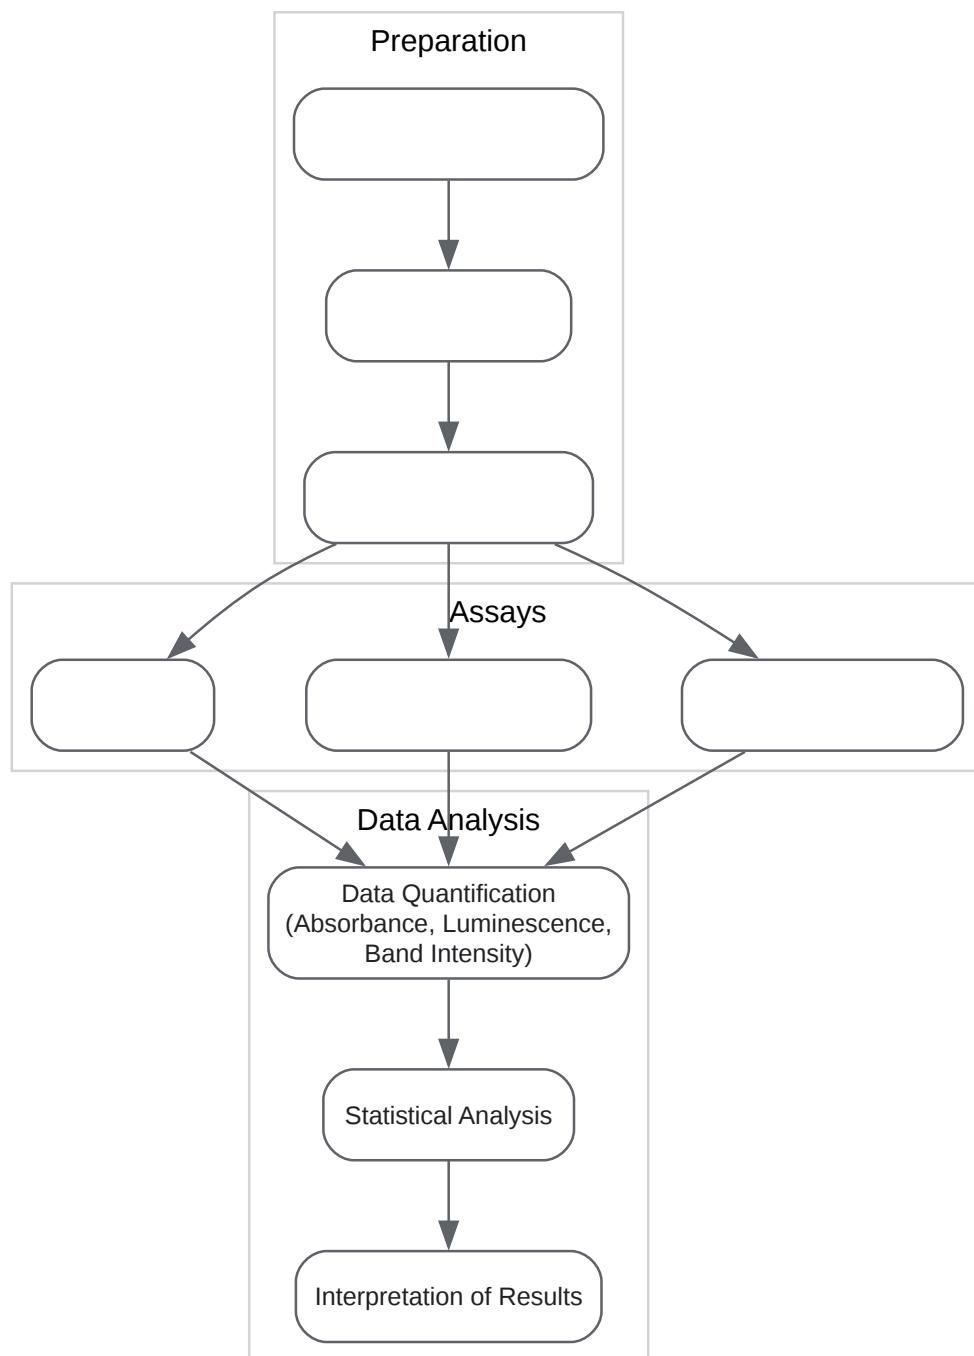 Preparation
Assays
Data Analysis
Data Quantification
(Absorbance, Luminescence,
Band Intensity)
Statistical Analysis
Interpretation of Results